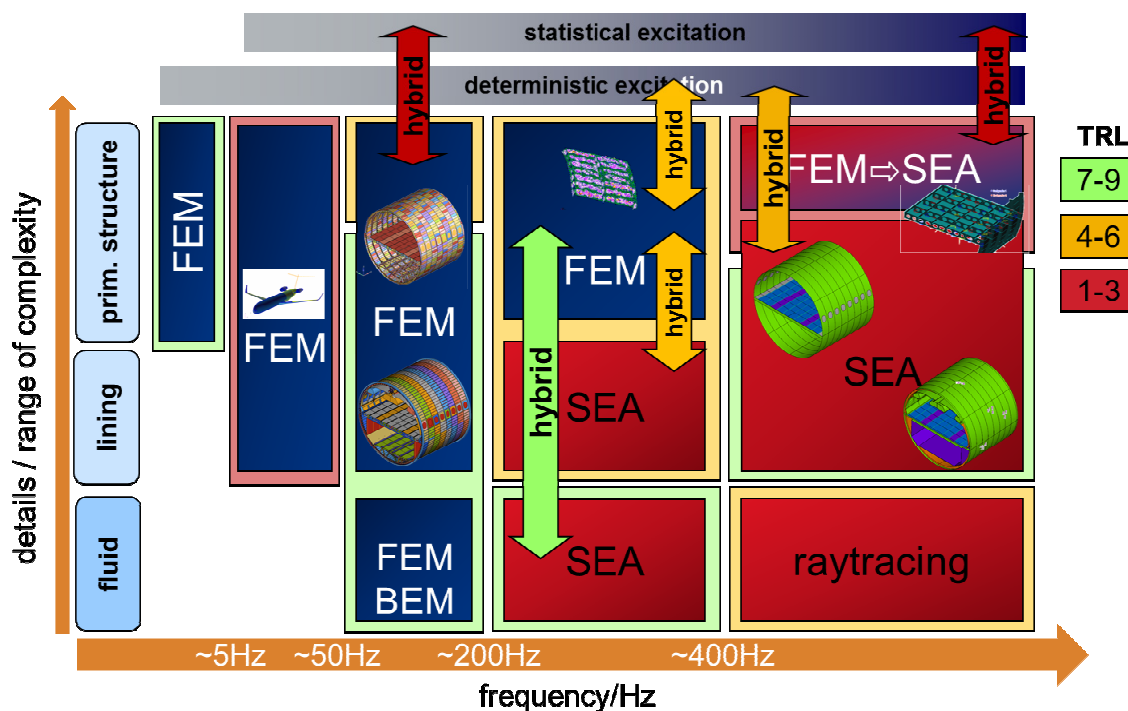 statistical excitation
deterministic excitation
hybrid
hybrid
hybrid
hybrid
hybrid
hybrid
details / range of complexity
prim. structure
lining
fluid
FEM
FEM
FEM
FEM
BEM
FEM
SEA
SEA
FEM⇨SEA
SEA
raytracing
TRL
7-9
4-6
1-3
~5Hz
~50Hz
~200Hz
~400Hz
frequency/Hz